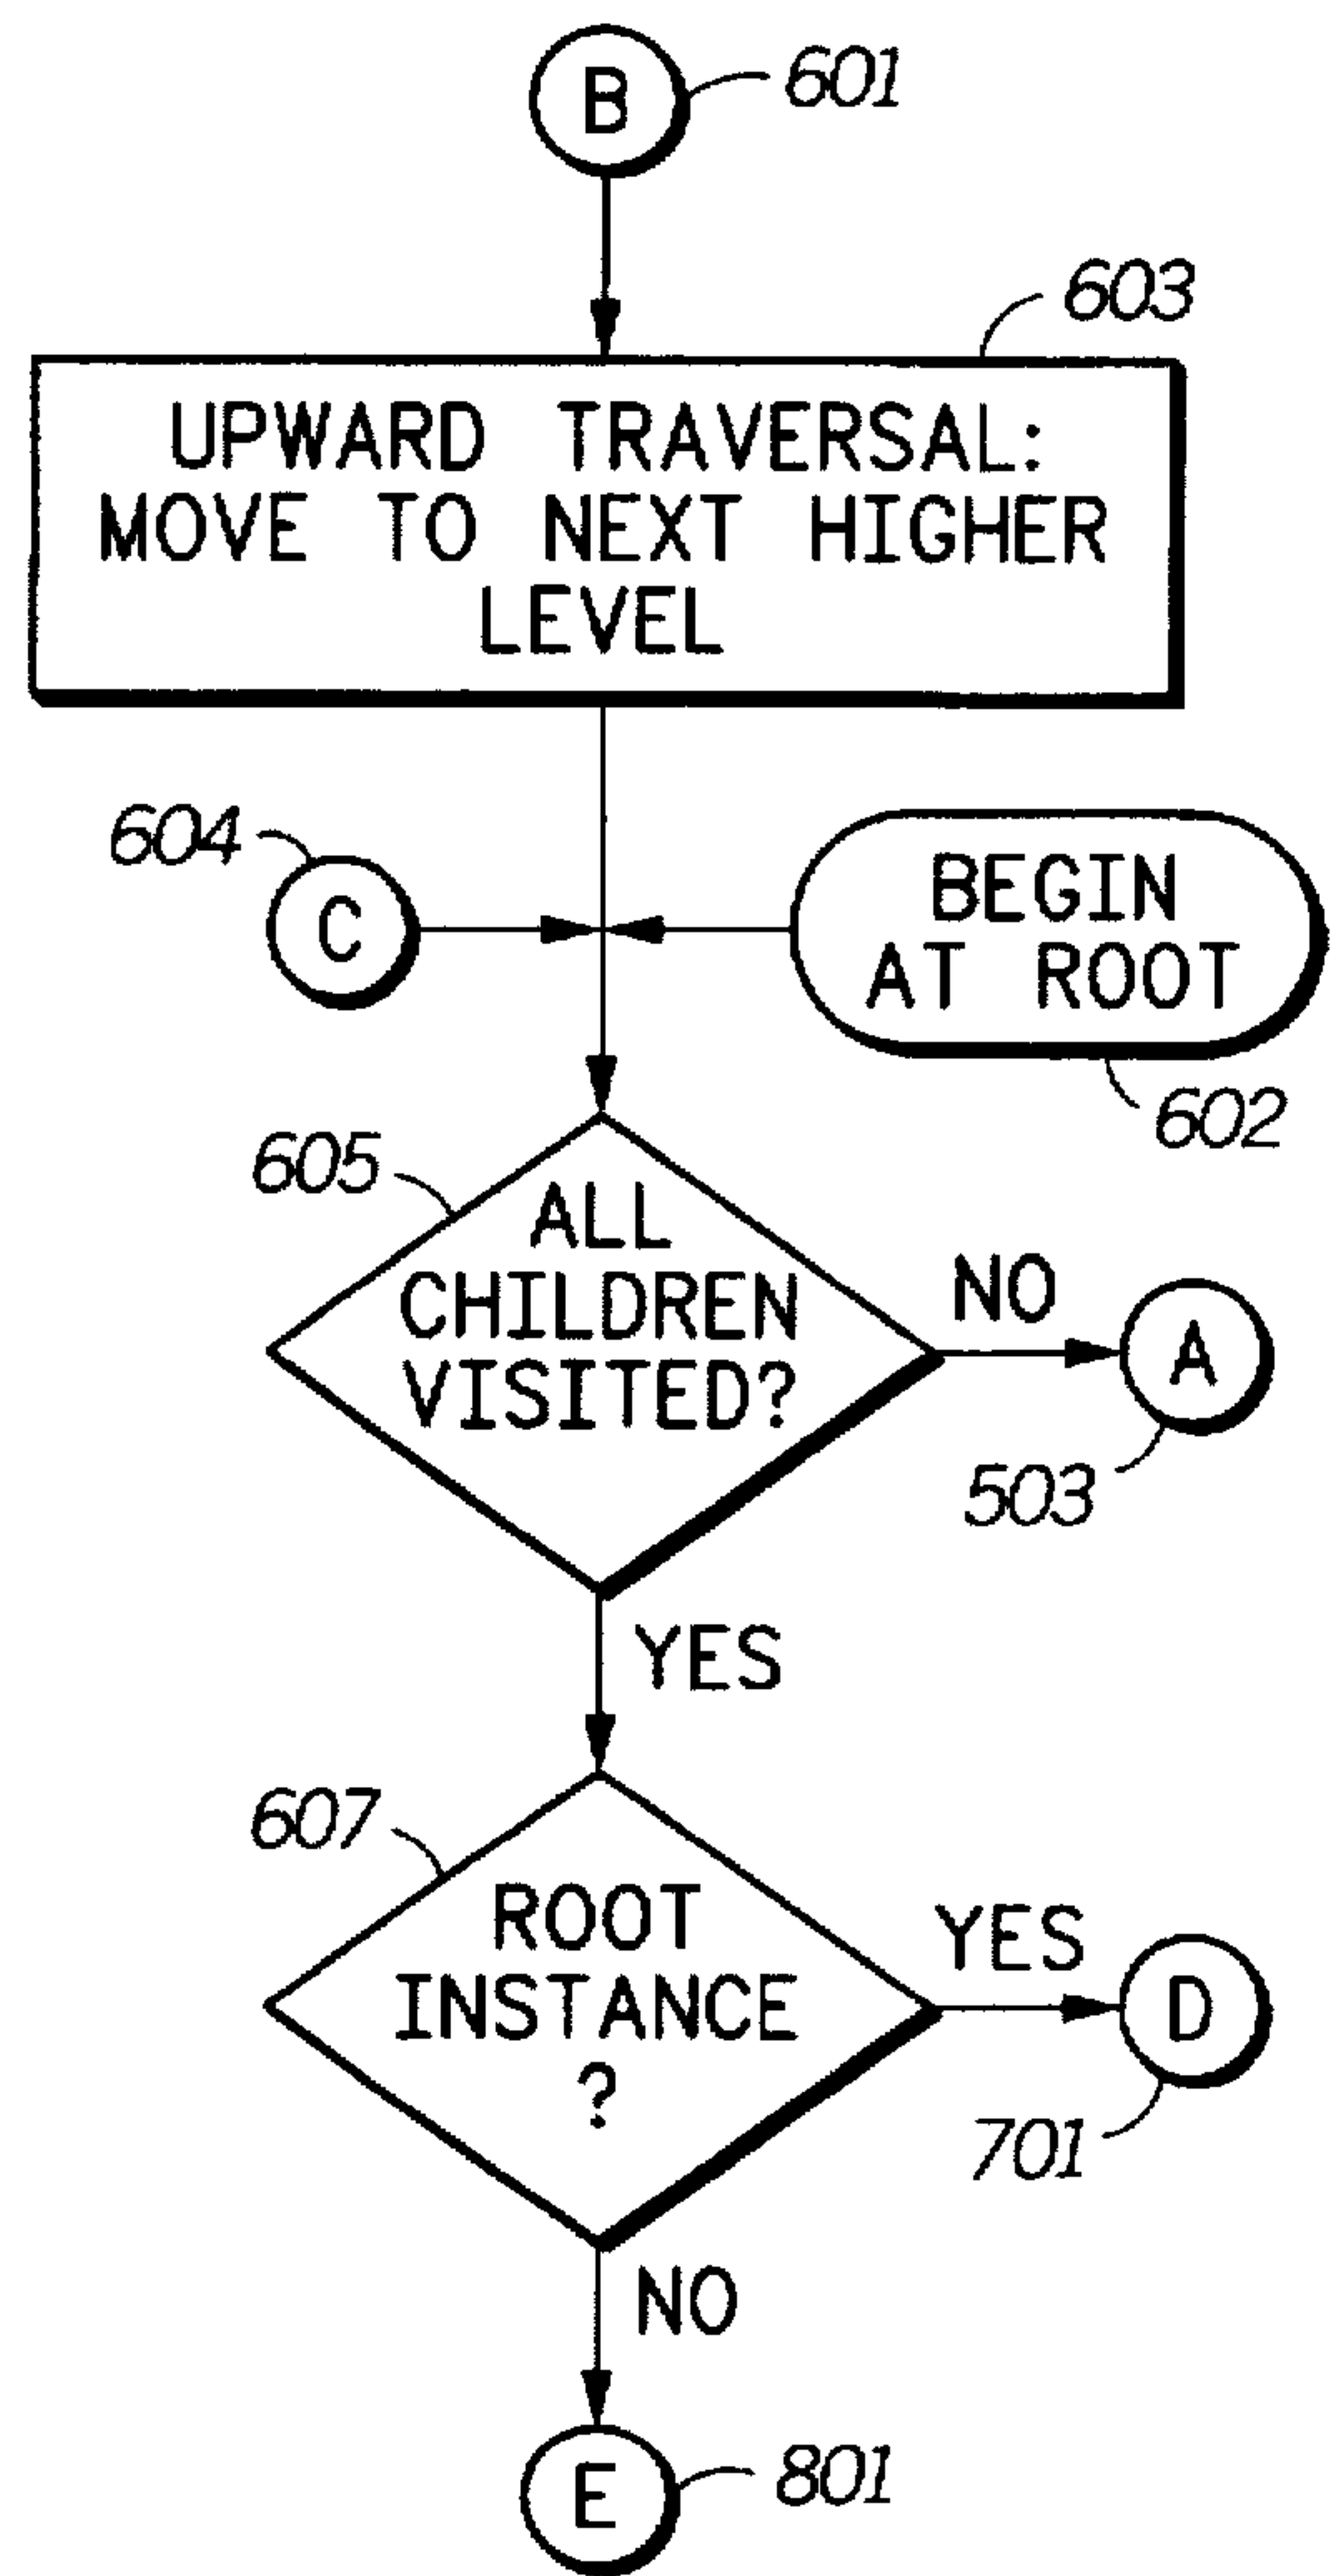 B
601
603
UPWARD TRAVERSAL:
MOVE TO NEXT HIGHER
LEVEL
604
C
BEGIN
AT ROOT
602
605
ALL
CHILDREN
VISITED?
NO
A
503
YES
607
ROOT
INSTANCE
?
YES
D
701
NO
E
801